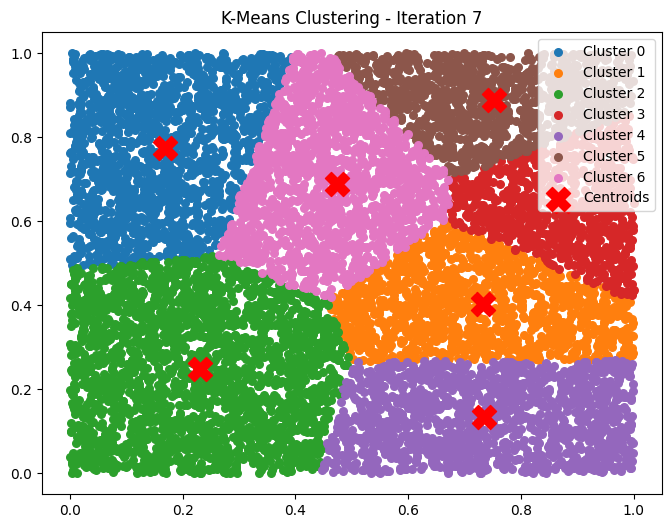 K-Means Clustering - Iteration 7
1.0
0.8
0.6
0.4
0.2
0.0
0.0
0.2
0.4
0.6
0.8
1.0
Cluster 0
Cluster 1
Cluster 2
Cluster 3
Cluster 4
Cluster 5
Cluster 6
Centroids